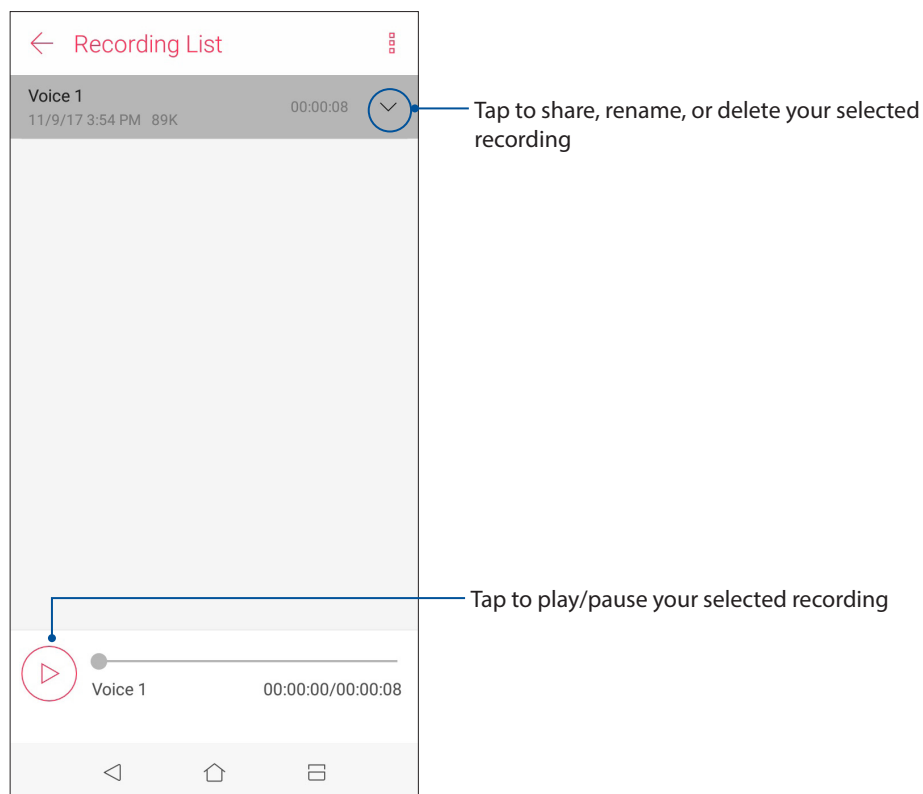 Recording List
Voice 1
11/9/17 3:54 PM 89K
00:00:08
Tap to share, rename, or delete your selected
recording
Tap to play/pause your selected recording
Voice 1
00:00:00/00:00:08